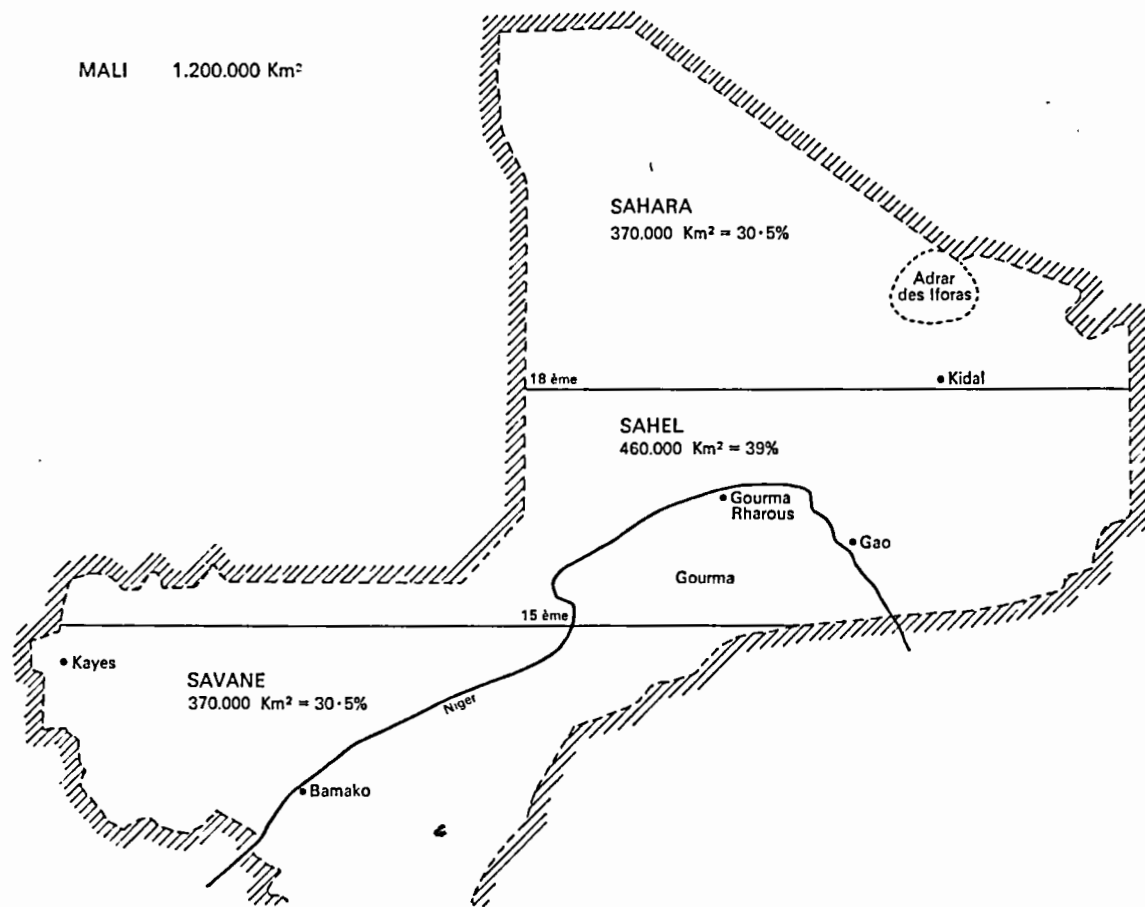 MALI 1.200.000 Km²
SAHARA
370.000 Km² = 30·5%
Adrar
des Iforas
Kidal
18 ème
SAHEL
460.000 Km² = 39%
Gourma
Rharous
Gao
Gourma
15 ème
Kayes
SAVANE
370.000 Km² = 30·5%
Niger
Bamako